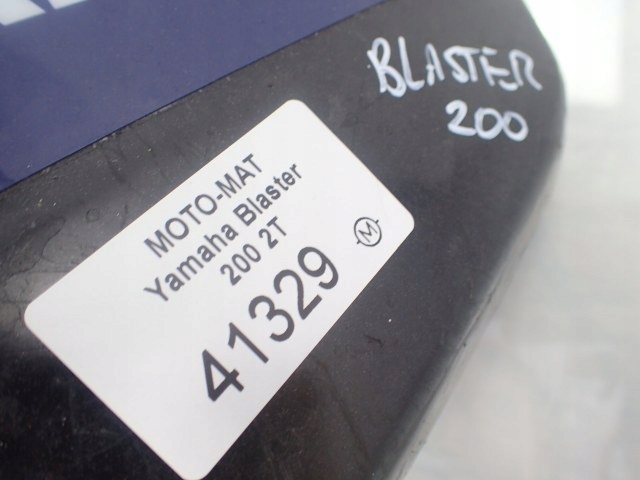 BLASTER
200
MOTO-MAT
Yamaha Blaster
200 2T
41329
M